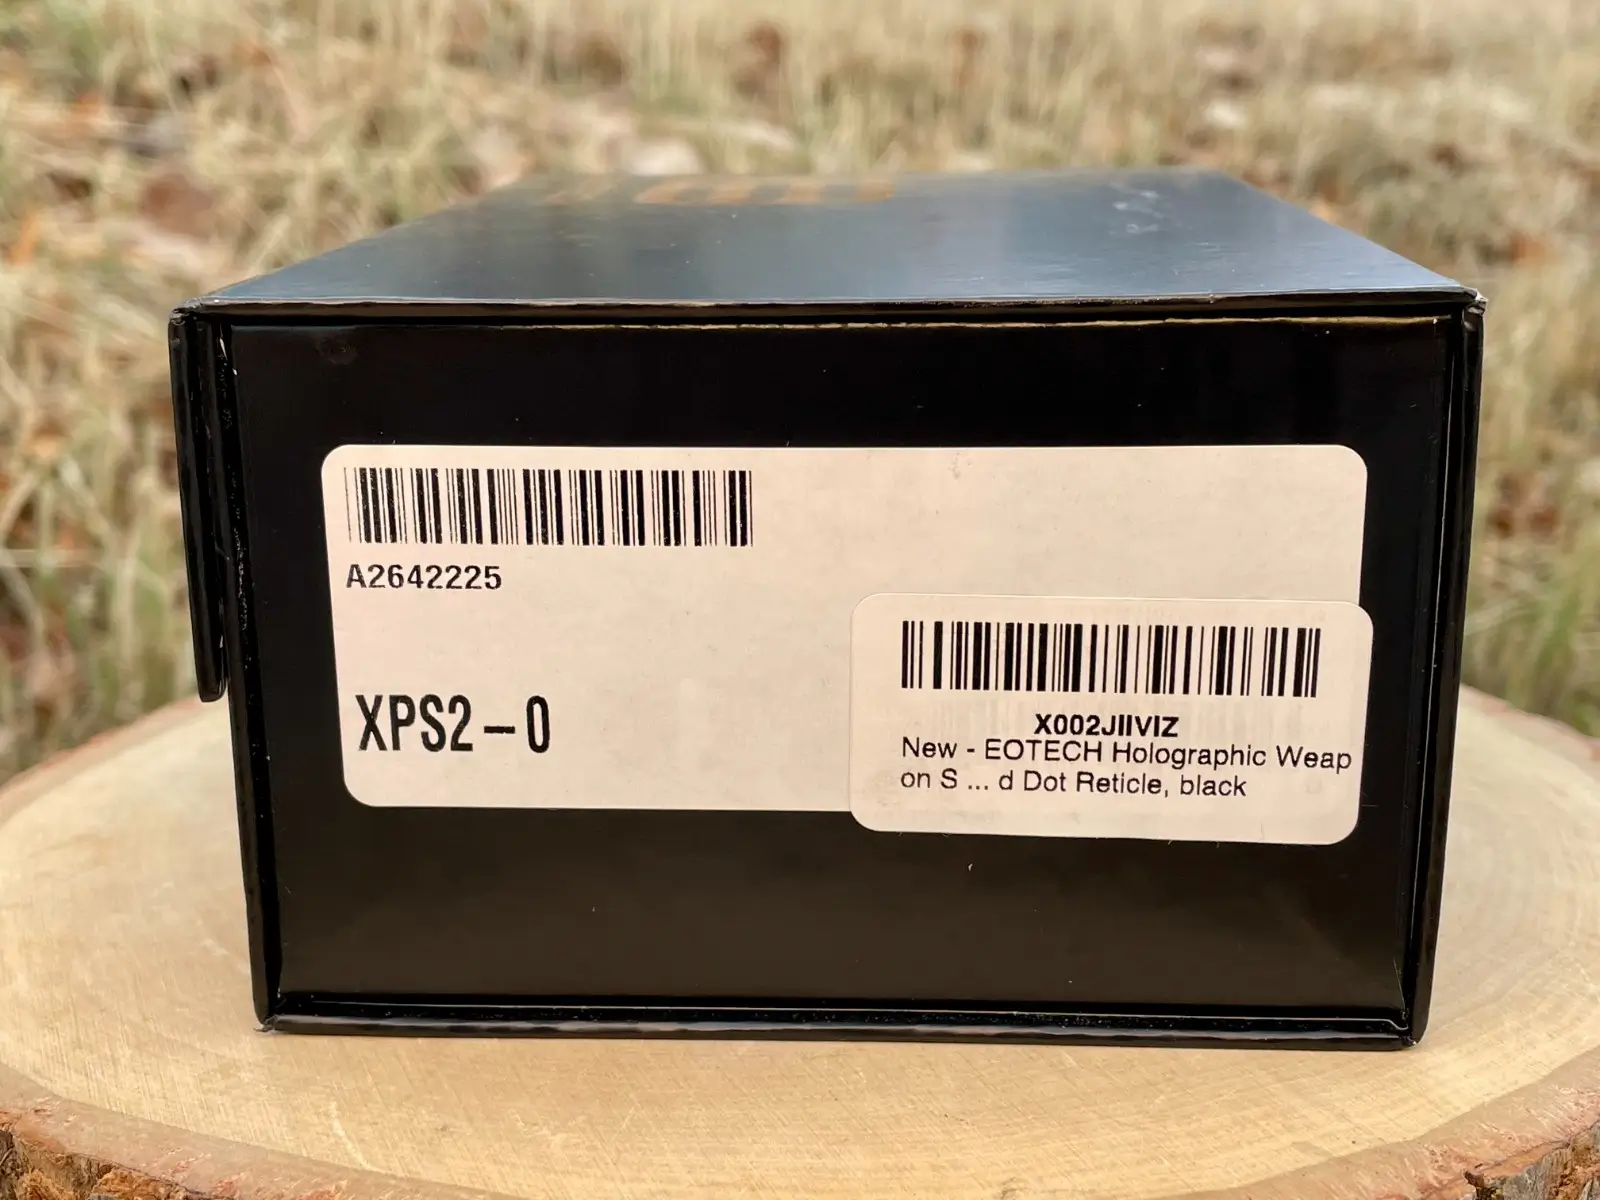 A2642225
XPS2-0
X002JIIVIZ
New - EOTECH Holographic Weap
on S ... d Dot Reticle, black